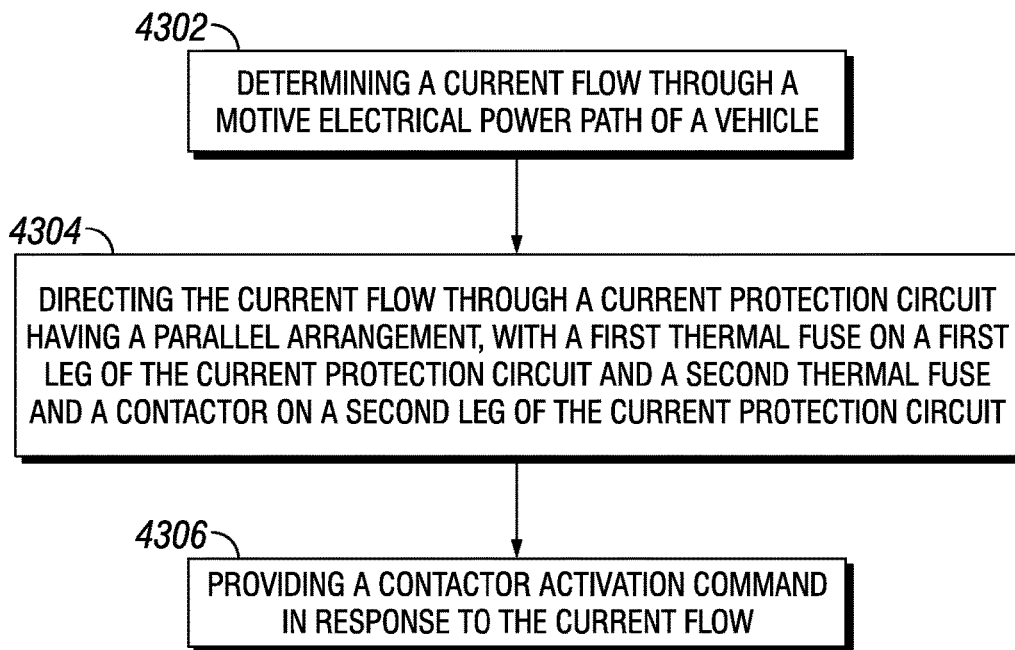 4302
DETERMINING A CURRENT FLOW THROUGH A
MOTIVE ELECTRICAL POWER PATH OF A VEHICLE
4304
DIRECTING THE CURRENT FLOW THROUGH A CURRENT PROTECTION CIRCUIT
HAVING A PARALLEL ARRANGEMENT, WITH A FIRST THERMAL FUSE ON A FIRST
LEG OF THE CURRENT PROTECTION CIRCUIT AND A SECOND THERMAL FUSE
AND A CONTACTOR ON A SECOND LEG OF THE CURRENT PROTECTION CIRCUIT
4306
PROVIDING A CONTACTOR ACTIVATION COMMAND
IN RESPONSE TO THE CURRENT FLOW